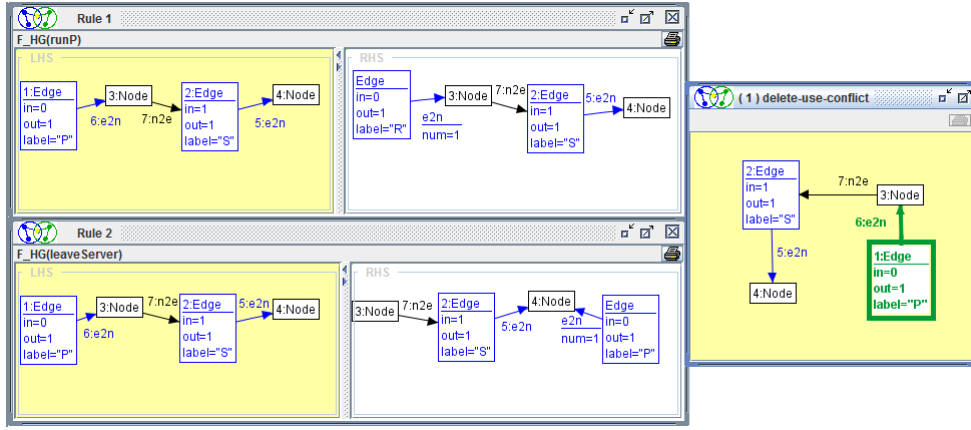 Rule 1
F_HG(runP)
LHS
1:Edge
in=0
out=1
label="P"
6:e2n
3:Node
7:n2e
2:Edge
in=1
out=1
label="S"
5:e2n
4:Node
RHS
Edge
in=0
out=1
label="R"
e2n
num=1
3:Node
7:n2e
2:Edge
in=1
out=1
label="S"
5:e2n
4:Node
Rule 2
F_HG(leaveServer)
LHS
1:Edge
in=0
out=1
label="P"
6:e2n
3:Node
7:n2e
2:Edge
in=1
out=1
label="S"
5:e2n
4:Node
RHS
3:Node
7:n2e
2:Edge
in=1
out=1
label="S"
5:e2n
4:Node
e2n
num=1
Edge
in=0
out=1
label="P"
( 1 ) delete-use-conflict
2:Edge
in=1
out=1
label="S"
7:n2e
3:Node
6:e2n
5:e2n
1:Edge
in=0
out=1
label="P"
4:Node